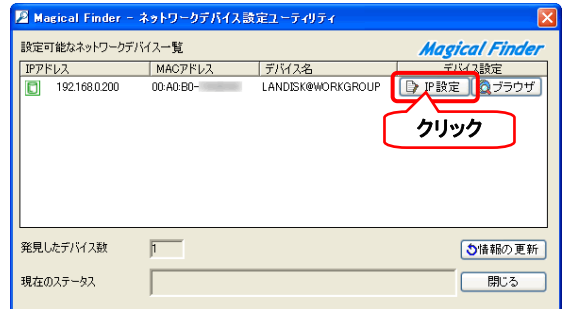 Magical Finder - ネットワークデバイス設定ユーティリティ
設定可能なネットワークデバイス一覧
Magical Finder
IPアドレス MACアドレス デバイス名 デバイス設定
192.168.0.200 00:A0:B0- LANDISK@WORKGROUP IP設定 ブラウザ
クリック
発見したデバイス数 1 情報の更新
現在のステータス 閉じる